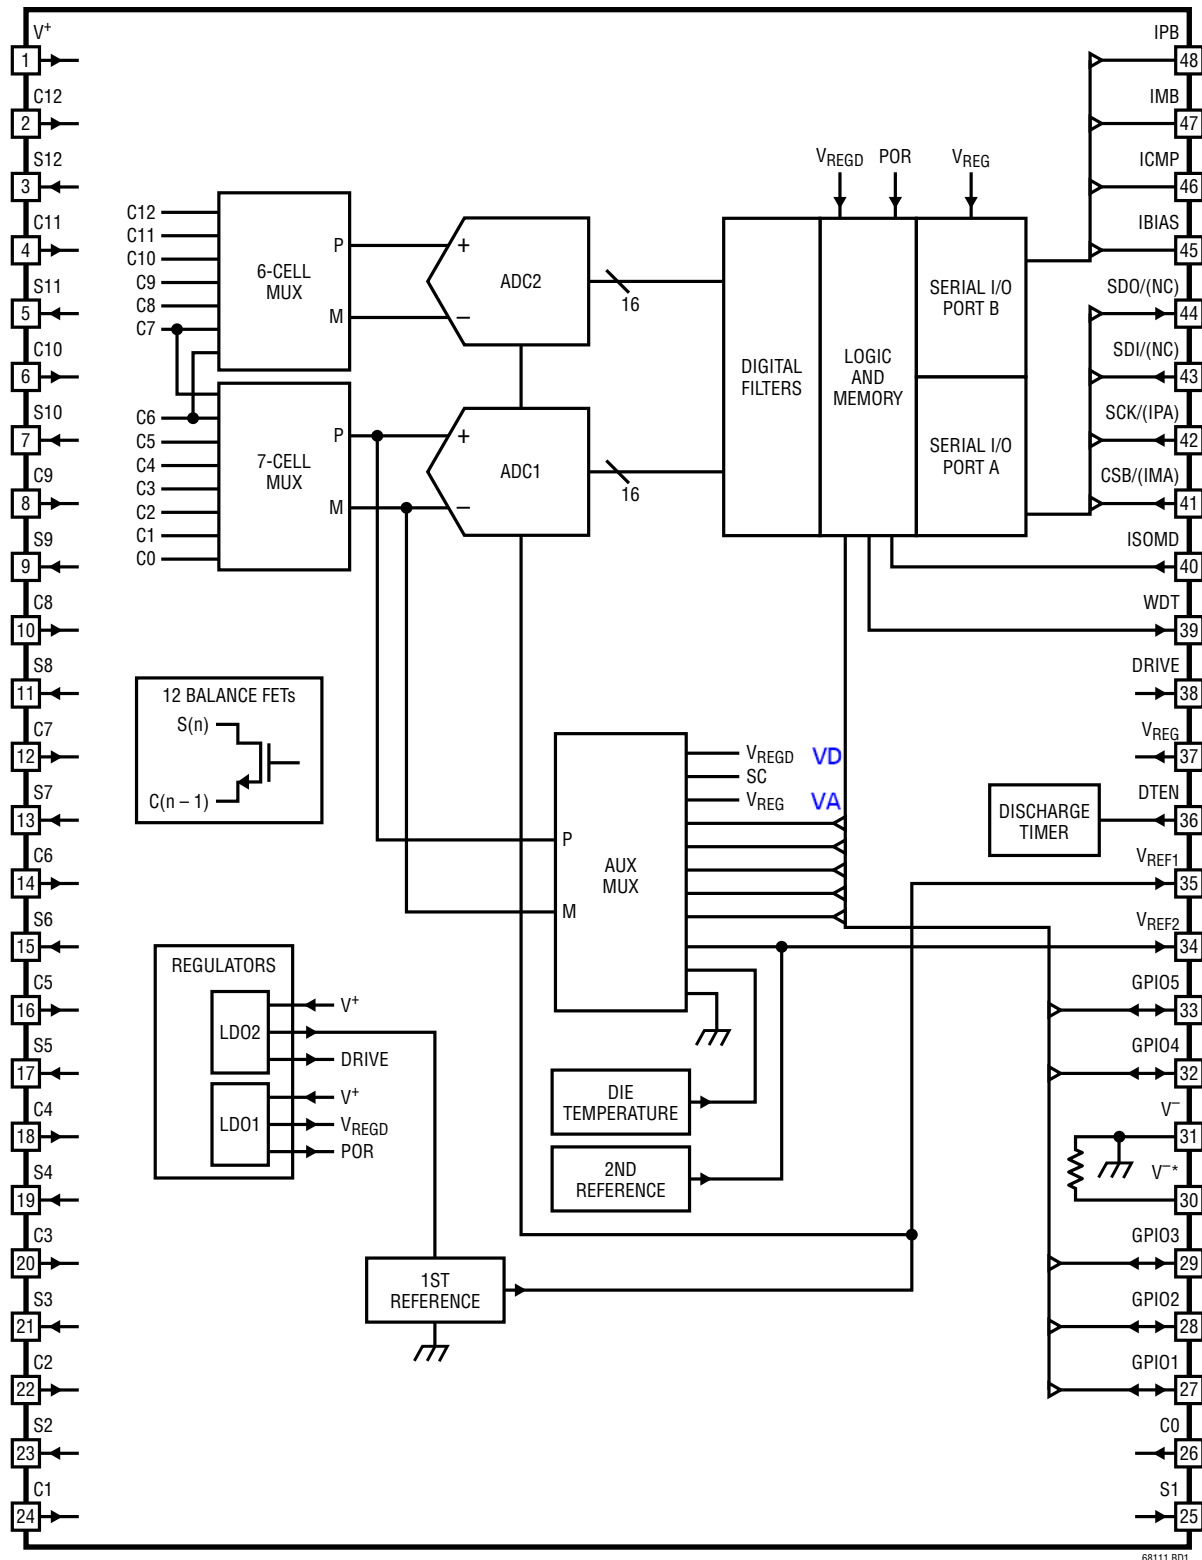 V+
1
C12
2
S12
3
C11
4
S11
5
C10
6
S10
7
C9
8
S9
9
C8
10
S8
11
C7
12
S7
13
C6
14
S6
15
C5
16
S5
17
C4
18
S4
19
C3
20
S3
21
C2
22
S2
23
C1
24
C12
C11
C10
C9
C8
C7
6-CELL
MUX
P
M
C6
C5
C4
C3
C2
C1
C0
7-CELL
MUX
P
M
+
ADC2
–
16
+
ADC1
–
16
VREGD
POR
VREG
DIGITAL
FILTERS
LOGIC
AND
MEMORY
SERIAL I/O
PORT B
SERIAL I/O
PORT A
12 BALANCE FETs
S(n)
C(n – 1)
P
AUX
MUX
M
VREGD VD
SC
VREG VA
DISCHARGE
TIMER
REGULATORS
LDO2
V+
DRIVE
LDO1
V+
VREGD
POR
DIE
TEMPERATURE
2ND
REFERENCE
1ST
REFERENCE
IPB
48
IMB
47
ICMP
46
IBIAS
45
SDO/(NC)
44
SDI/(NC)
43
SCK/(IPA)
42
CSB/(IMA)
41
ISOMD
40
WDT
39
DRIVE
38
VREG
37
DTEN
36
VREF1
35
VREF2
34
GPIO5
33
GPIO4
32
V–
31
V–*
30
GPIO3
29
GPIO2
28
GPIO1
27
C0
26
S1
25
68111 BD1